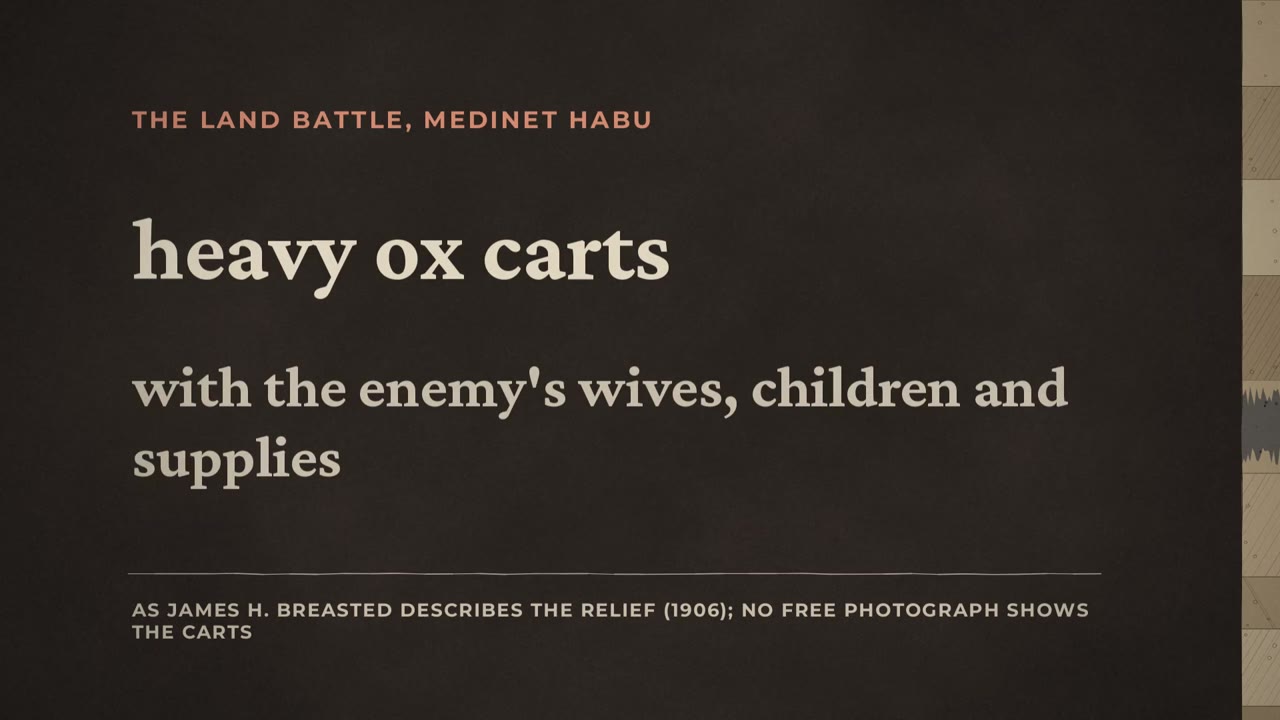 THE LAND BATTLE, MEDINET HABU
heavy ox carts
with the enemy's wives, children and
supplies
AS JAMES H. BREASTED DESCRIBES THE RELIEF (1906); NO FREE PHOTOGRAPH SHOWS
THE CARTS